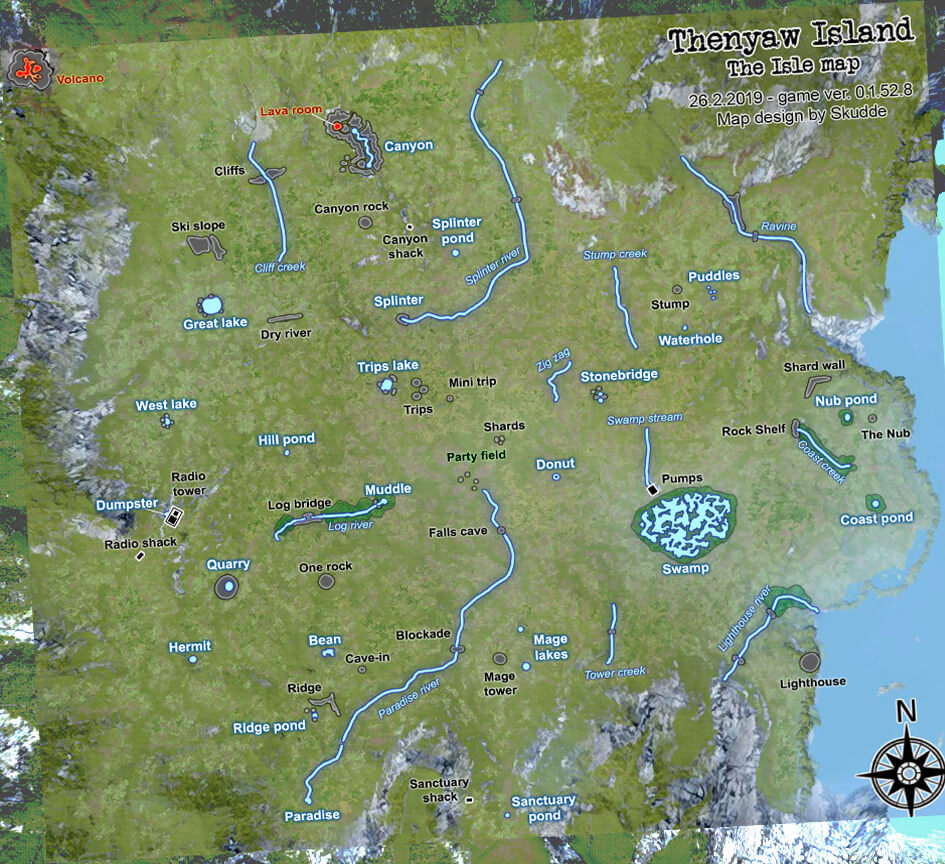 Thenyaw Island
The Isle map
26.2.2019 - game ver. 0.1.52.8
Map design by Skudde
Volcano
Lava room
Canyon
Cliffs
Canyon rock
Ski slope
Splinter
pond
Canyon
shack
Ravine
Cliff creek
Splinter river
Stump creek
Puddles
Splinter
Stump
Great lake
Dry river
Waterhole
Zig zag
Trips lake
Mini trip
Stonebridge
Shard wall
West lake
Trips
Nub pond
Swamp stream
Shards
Rock Shelf
The Nub
Hill pond
Party field
Coast creek
Donut
Radio
tower
Pumps
Muddle
Dumpster
Log bridge
Log river
Coast pond
Falls cave
Radio shack
Quarry
One rock
Swamp
Lighthouse river
Blockade
Hermit
Bean
Mage
lakes
Cave-in
Tower creek
Mage
tower
Lighthouse
Ridge
Paradise river
Ridge pond
N
Sanctuary
shack
Sanctuary
pond
Paradise